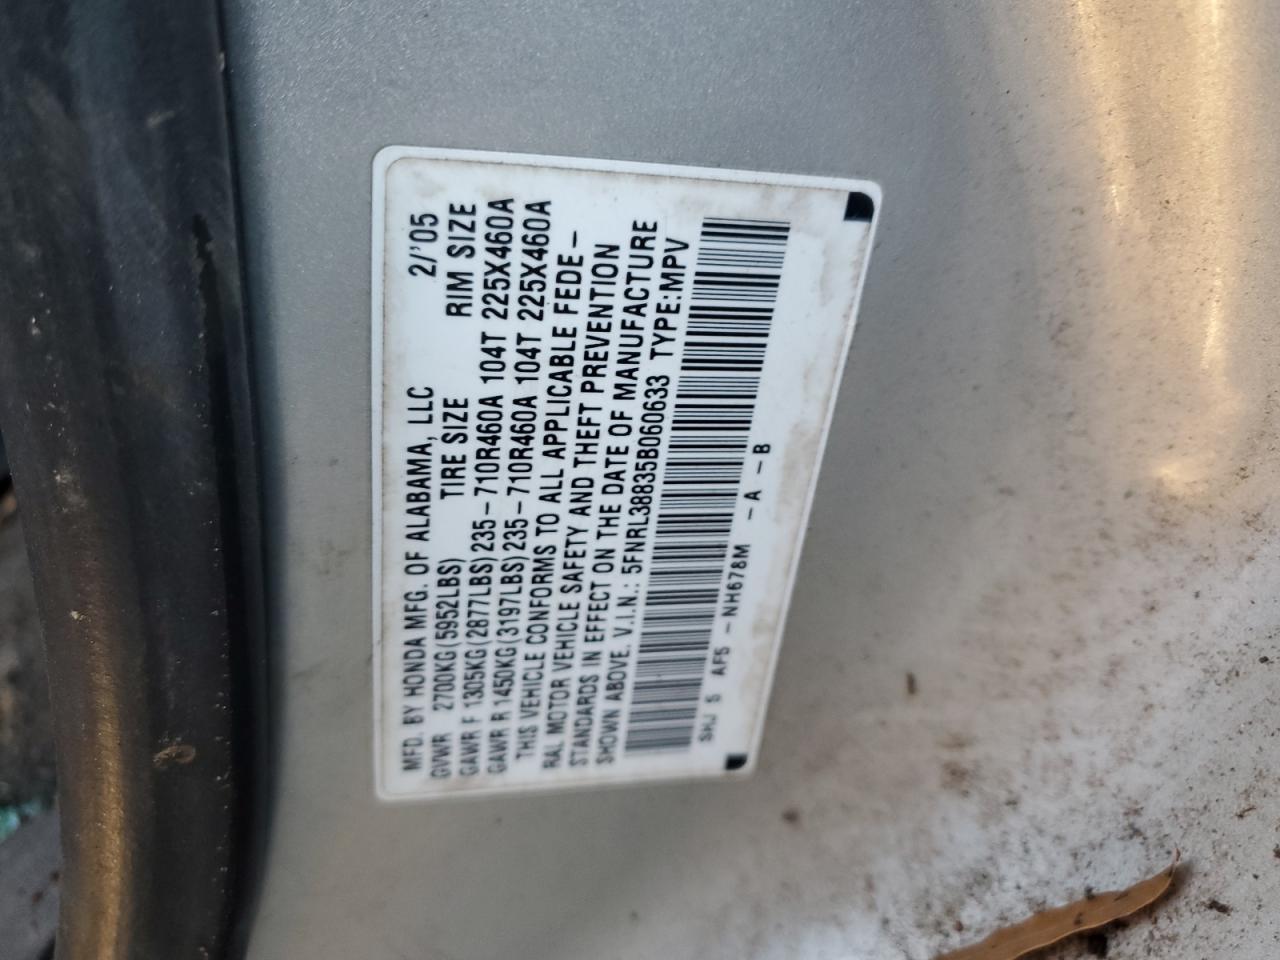 MFD. BY HONDA MFG. OF ALABAMA, LLC 2/'05
GVWR 2700KG(5952LBS) TIRE SIZE RIM SIZE
GAWR F 1305KG(2877LBS)235-710R460A 104T 225X460A
GAWR R 1450KG(3197LBS)235-710R460A 104T 225X460A
THIS VEHICLE CONFORMS TO ALL APPLICABLE FEDE-
RAL MOTOR VEHICLE SAFETY AND THEFT PREVENTION
STANDARDS IN EFFECT ON THE DATE OF MANUFACTURE
SHOWN ABOVE. V.I.N.: 5FNRL38835B060633 TYPE:MPV
SHJ 5 AF5 -NH678M -A -B